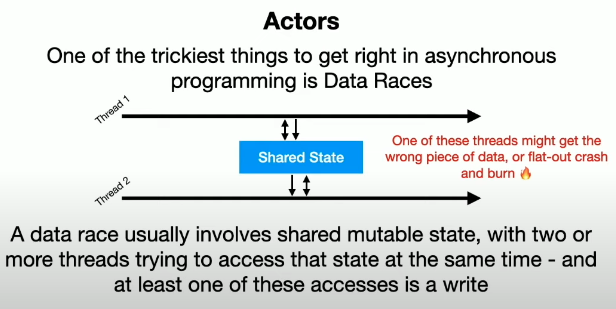 Actors
One of the trickiest things to get right in asynchronous
programming is Data Races
Thread 1
Shared State
One of these threads might get the
wrong piece of data, or flat-out crash
and burn 🔥
Thread 2
A data race usually involves shared mutable state, with two or
more threads trying to access that state at the same time - and
at least one of these accesses is a write